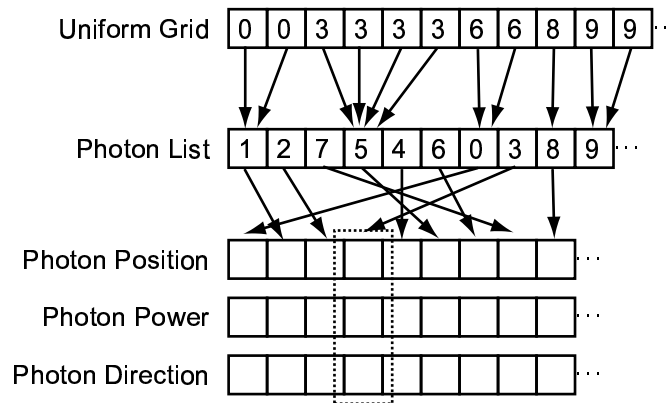 Uniform Grid 0 0 3 3 3 3 6 6 8 9 9 ...
Photon List 1 2 7 5 4 6 0 3 8 9 ...
Photon Position ...
Photon Power ...
Photon Direction ...